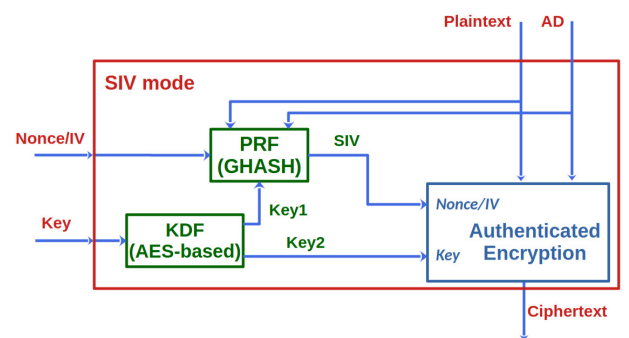 Plaintext AD
SIV mode
Nonce/IV
PRF
(GHASH)
SIV
Key1
Key
KDF
(AES-based)
Key2
Nonce/IV
Authenticated
Encryption
Key
Ciphertext